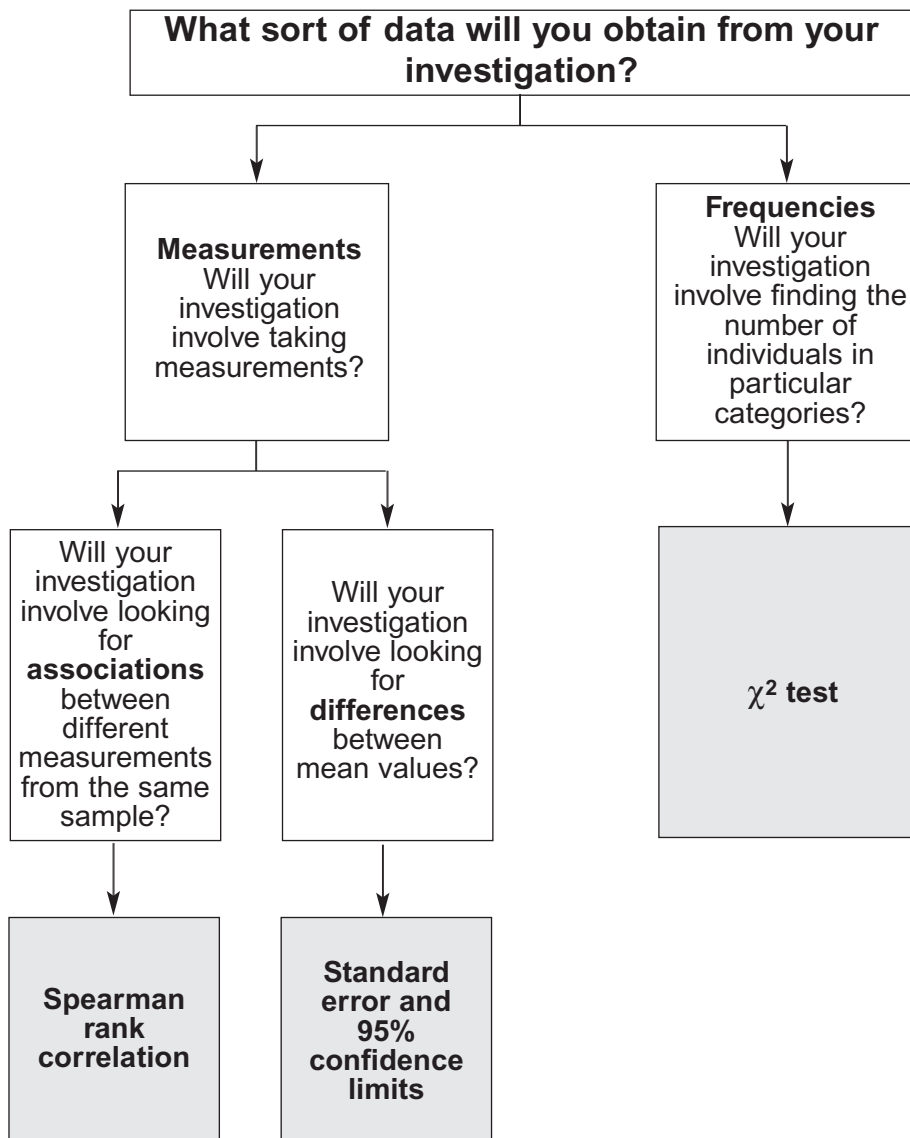 What sort of data will you obtain from your
investigation?
Measurements
Will your
investigation
involve taking
measurements?
Frequencies
Will your
investigation
involve finding the
number of
individuals in
particular
categories?
Will your
investigation
involve looking
for
associations
between
different
measurements
from the same
sample?
Will your
investigation
involve looking
for
differences
between
mean values?
χ² test
Spearman
rank
correlation
Standard
error and
95%
confidence
limits